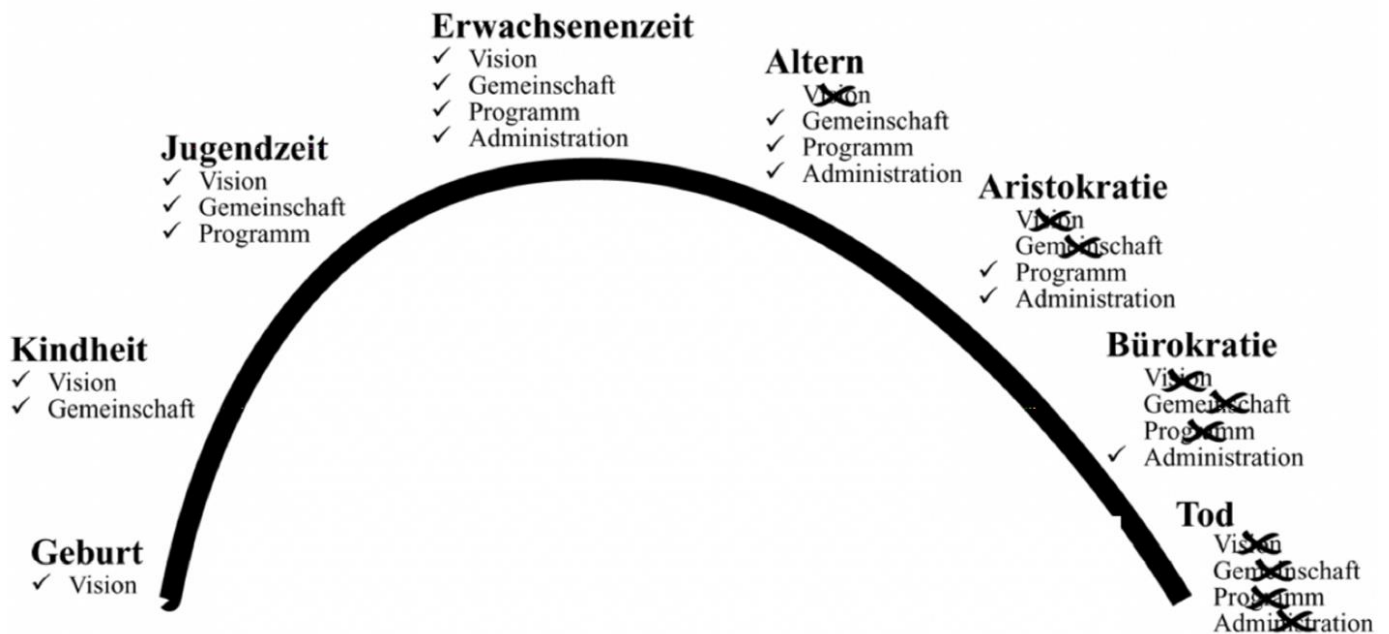 Geburt
✓ Vision
Kindheit
✓ Vision
✓ Gemeinschaft
Jugendzeit
✓ Vision
✓ Gemeinschaft
✓ Programm
Erwachsenenzeit
✓ Vision
✓ Gemeinschaft
✓ Programm
✓ Administration
Altern
Vision
✓ Gemeinschaft
✓ Programm
✓ Administration
Aristokratie
Vision
Gemeinschaft
✓ Programm
✓ Administration
Bürokratie
Vision
Gemeinschaft
Programm
✓ Administration
Tod
Vision
Gemeinschaft
Programm
Administration